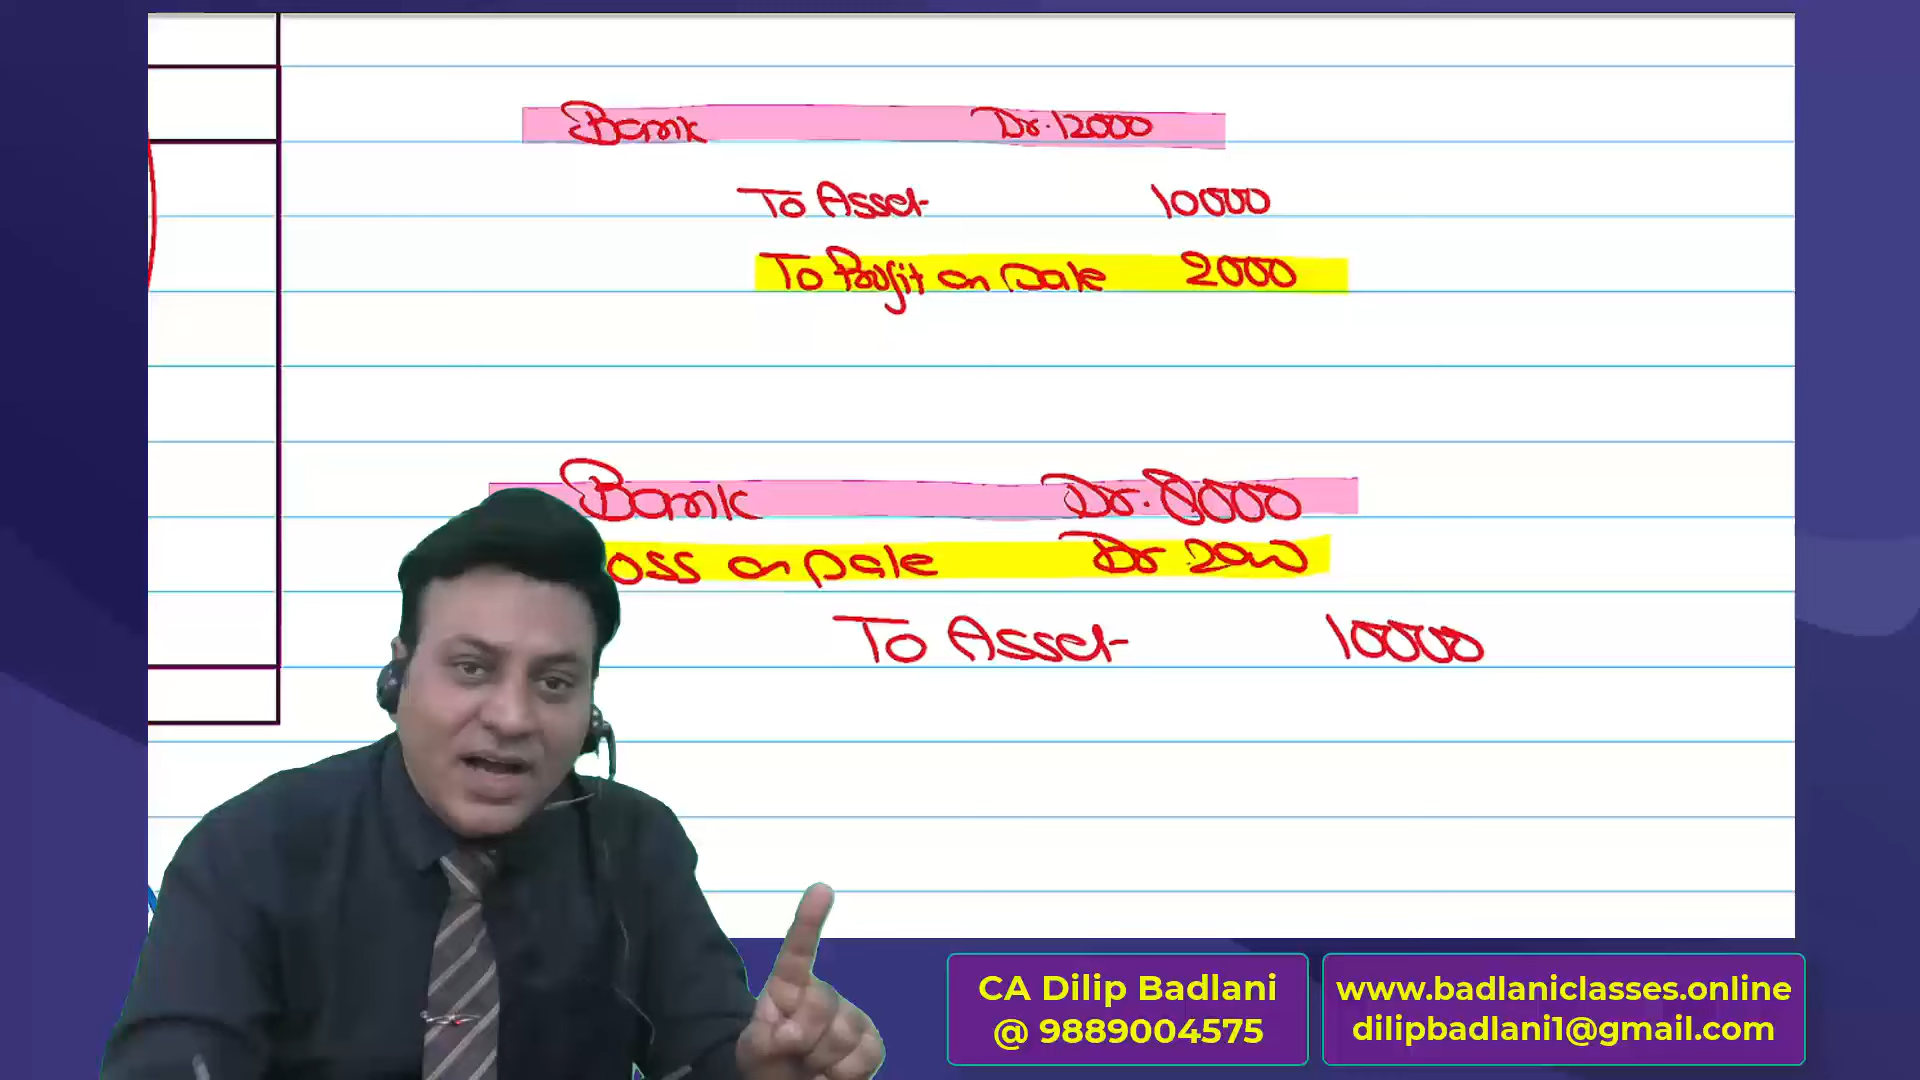 Bank Dr. 12000
To Asset 10000
To Profit on Sale 2000
Bank Dr. 8000
oss on Sale Dr 2000
To Asset 10000
CA Dilip Badlani
@ 9889004575
www.badlaniclasses.online
dilipbadlani1@gmail.com